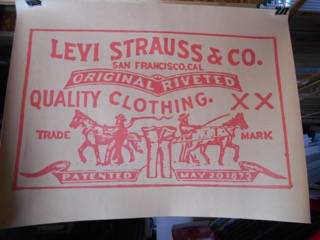 LEVI STRAUSS & CO.
SAN FRANCISCO, CAL
ORIGINAL RIVETED
QUALITY CLOTHING. XX
TRADE MARK
PATENTED MAY 20 1873